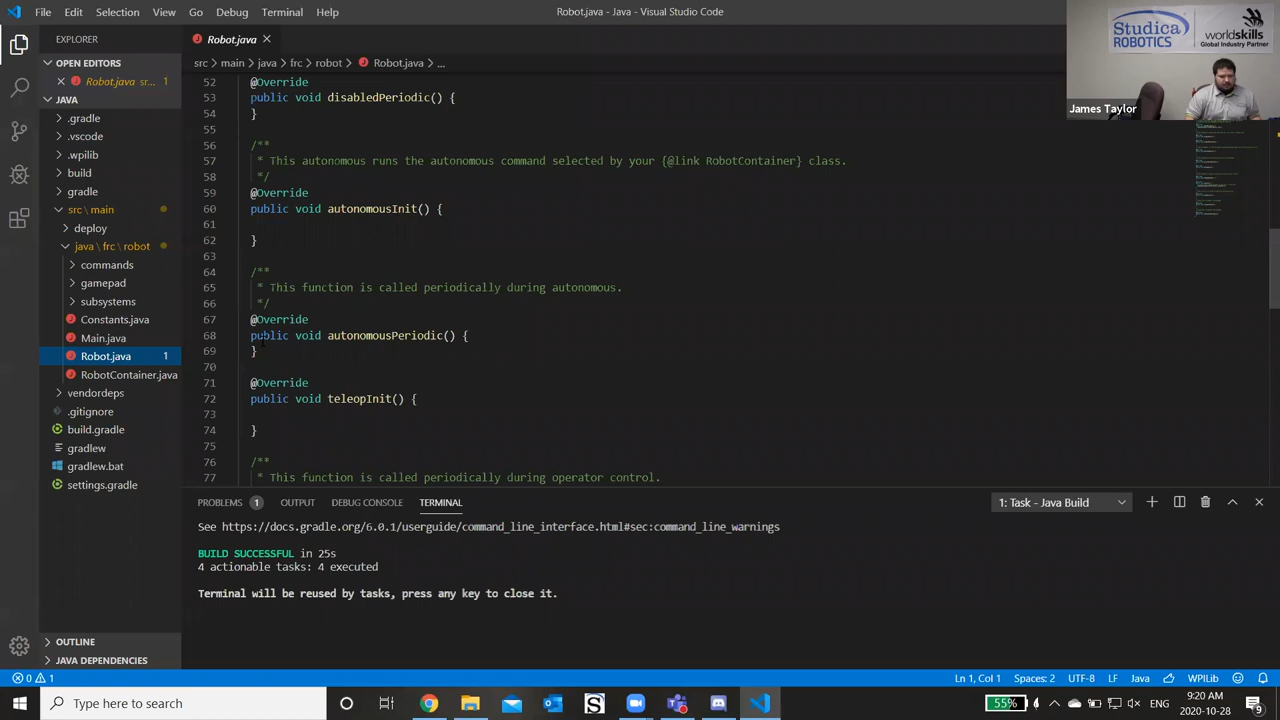 File Edit Selection View Go Debug Terminal Help
Robot.java - Java - Visual Studio Code
Studica
ROBOTICS
worldskills
Global Industry Partner
James Taylor
EXPLORER
OPEN EDITORS
Robot.java sr... 1
JAVA
.gradle
.vscode
.wpilib
build
gradle
src \ main
deploy
java \ frc \ robot
commands
gamepad
subsystems
Constants.java
Main.java
Robot.java 1
RobotContainer.java
vendordeps
.gitignore
build.gradle
gradlew
gradlew.bat
settings.gradle
OUTLINE
JAVA DEPENDENCIES
Robot.java
src > main > java > frc > robot > Robot.java > ...
52 @Override
53 public void disabledPeriodic() {
54 }
55
56 /**
57 * This autonomous runs the autonomous command selected by your {@link RobotContainer} class.
58 */
59 @Override
60 public void autonomousInit() {
61
62 }
63
64 /**
65 * This function is called periodically during autonomous.
66 */
67 @Override
68 public void autonomousPeriodic() {
69 }
70
71 @Override
72 public void teleopInit() {
73
74 }
75
76 /**
77 * This function is called periodically during operator control.
PROBLEMS 1 OUTPUT DEBUG CONSOLE TERMINAL
1: Task - Java Build
See https://docs.gradle.org/6.0.1/userguide/command_line_interface.html#sec:command_line_warnings
BUILD SUCCESSFUL in 25s
4 actionable tasks: 4 executed
Terminal will be reused by tasks, press any key to close it.
0 1
Ln 1, Col 1 Spaces: 2 UTF-8 LF Java WPILib
Type here to search
55%
ENG
9:20 AM
2020-10-28
9